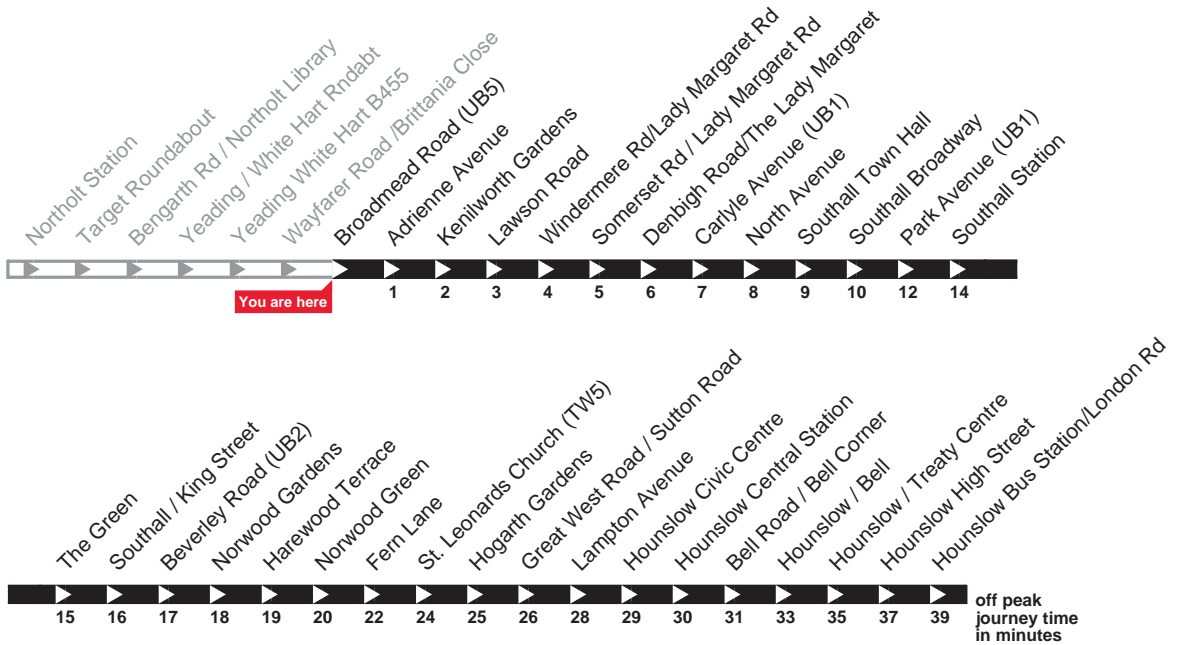 Northolt Station
Target Roundabout
Bengarth Rd / Northolt Library
Yeading / White Hart Rndabt
Yeading White Hart B455
Wayfarer Road /Brittania Close
Broadmead Road (UB5)
Adrienne Avenue
Kenilworth Gardens
Lawson Road
Windermere Rd/Lady Margaret Rd
Somerset Rd / Lady Margaret Rd
Denbigh Road/The Lady Margaret
Carlyle Avenue (UB1)
North Avenue
Southall Town Hall
Southall Broadway
Park Avenue (UB1)
Southall Station
You are here
1 2 3 4 5 6 7 8 9 10 12 14
The Green
Southall / King Street
Beverley Road (UB2)
Norwood Gardens
Harewood Terrace
Norwood Green
Fern Lane
St. Leonards Church (TW5)
Hogarth Gardens
Great West Road / Sutton Road
Lampton Avenue
Hounslow Civic Centre
Hounslow Central Station
Bell Road / Bell Corner
Hounslow / Bell
Hounslow / Treaty Centre
Hounslow High Street
Hounslow Bus Station/London Rd
15 16 17 18 19 20 22 24 25 26 28 29 30 31 33 35 37 39
off peak
journey time
in minutes